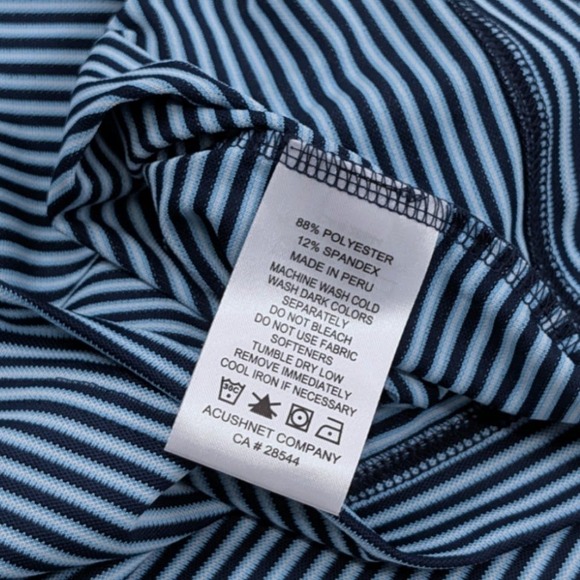 88% POLYESTER
12% SPANDEX
MADE IN PERU
MACHINE WASH COLD
WASH DARK COLORS
SEPARATELY
DO NOT BLEACH
DO NOT USE FABRIC
SOFTENERS
TUMBLE DRY LOW
REMOVE IMMEDIATELY
COOL IRON IF NECESSARY
ACUSHNET COMPANY
CA # 28544